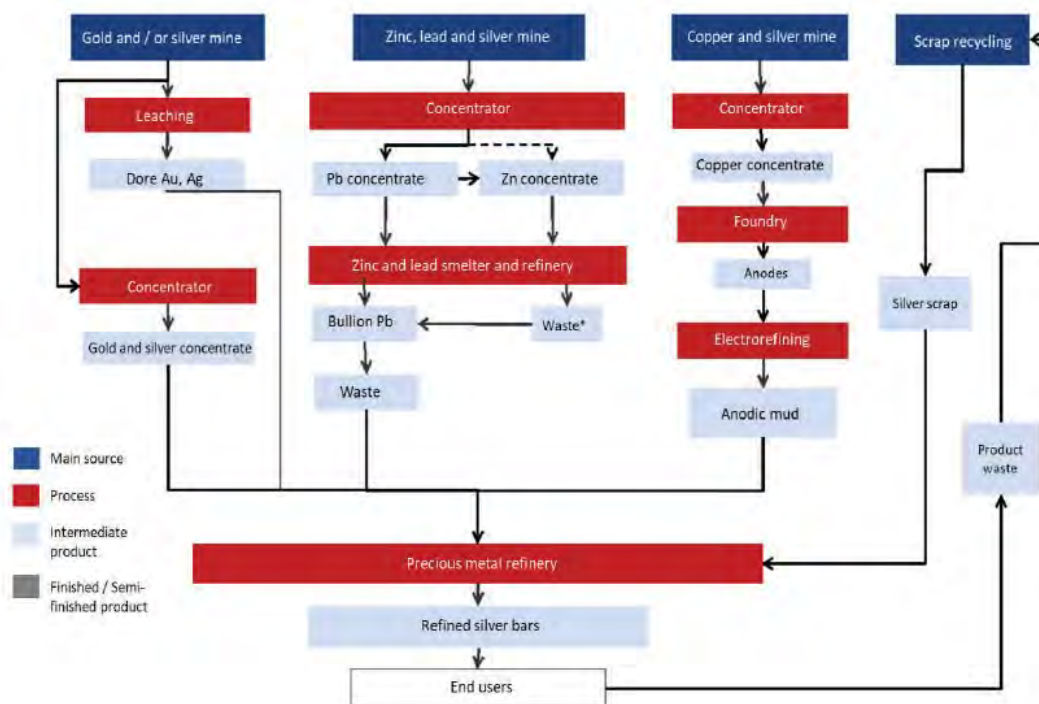 Gold and / or silver mine
Zinc, lead and silver mine
Copper and silver mine
Scrap recycling
Leaching
Concentrator
Concentrator
Dore Au, Ag
Pb concentrate
Zn concentrate
Copper concentrate
Foundry
Zinc and lead smelter and refinery
Anodes
Concentrator
Silver scrap
Bullion Pb
Waste*
Electrorefining
Gold and silver concentrate
Waste
Anodic mud
Product
waste
Main source
Process
Intermediate
product
Finished / Semi-
finished product
Precious metal refinery
Refined silver bars
End users